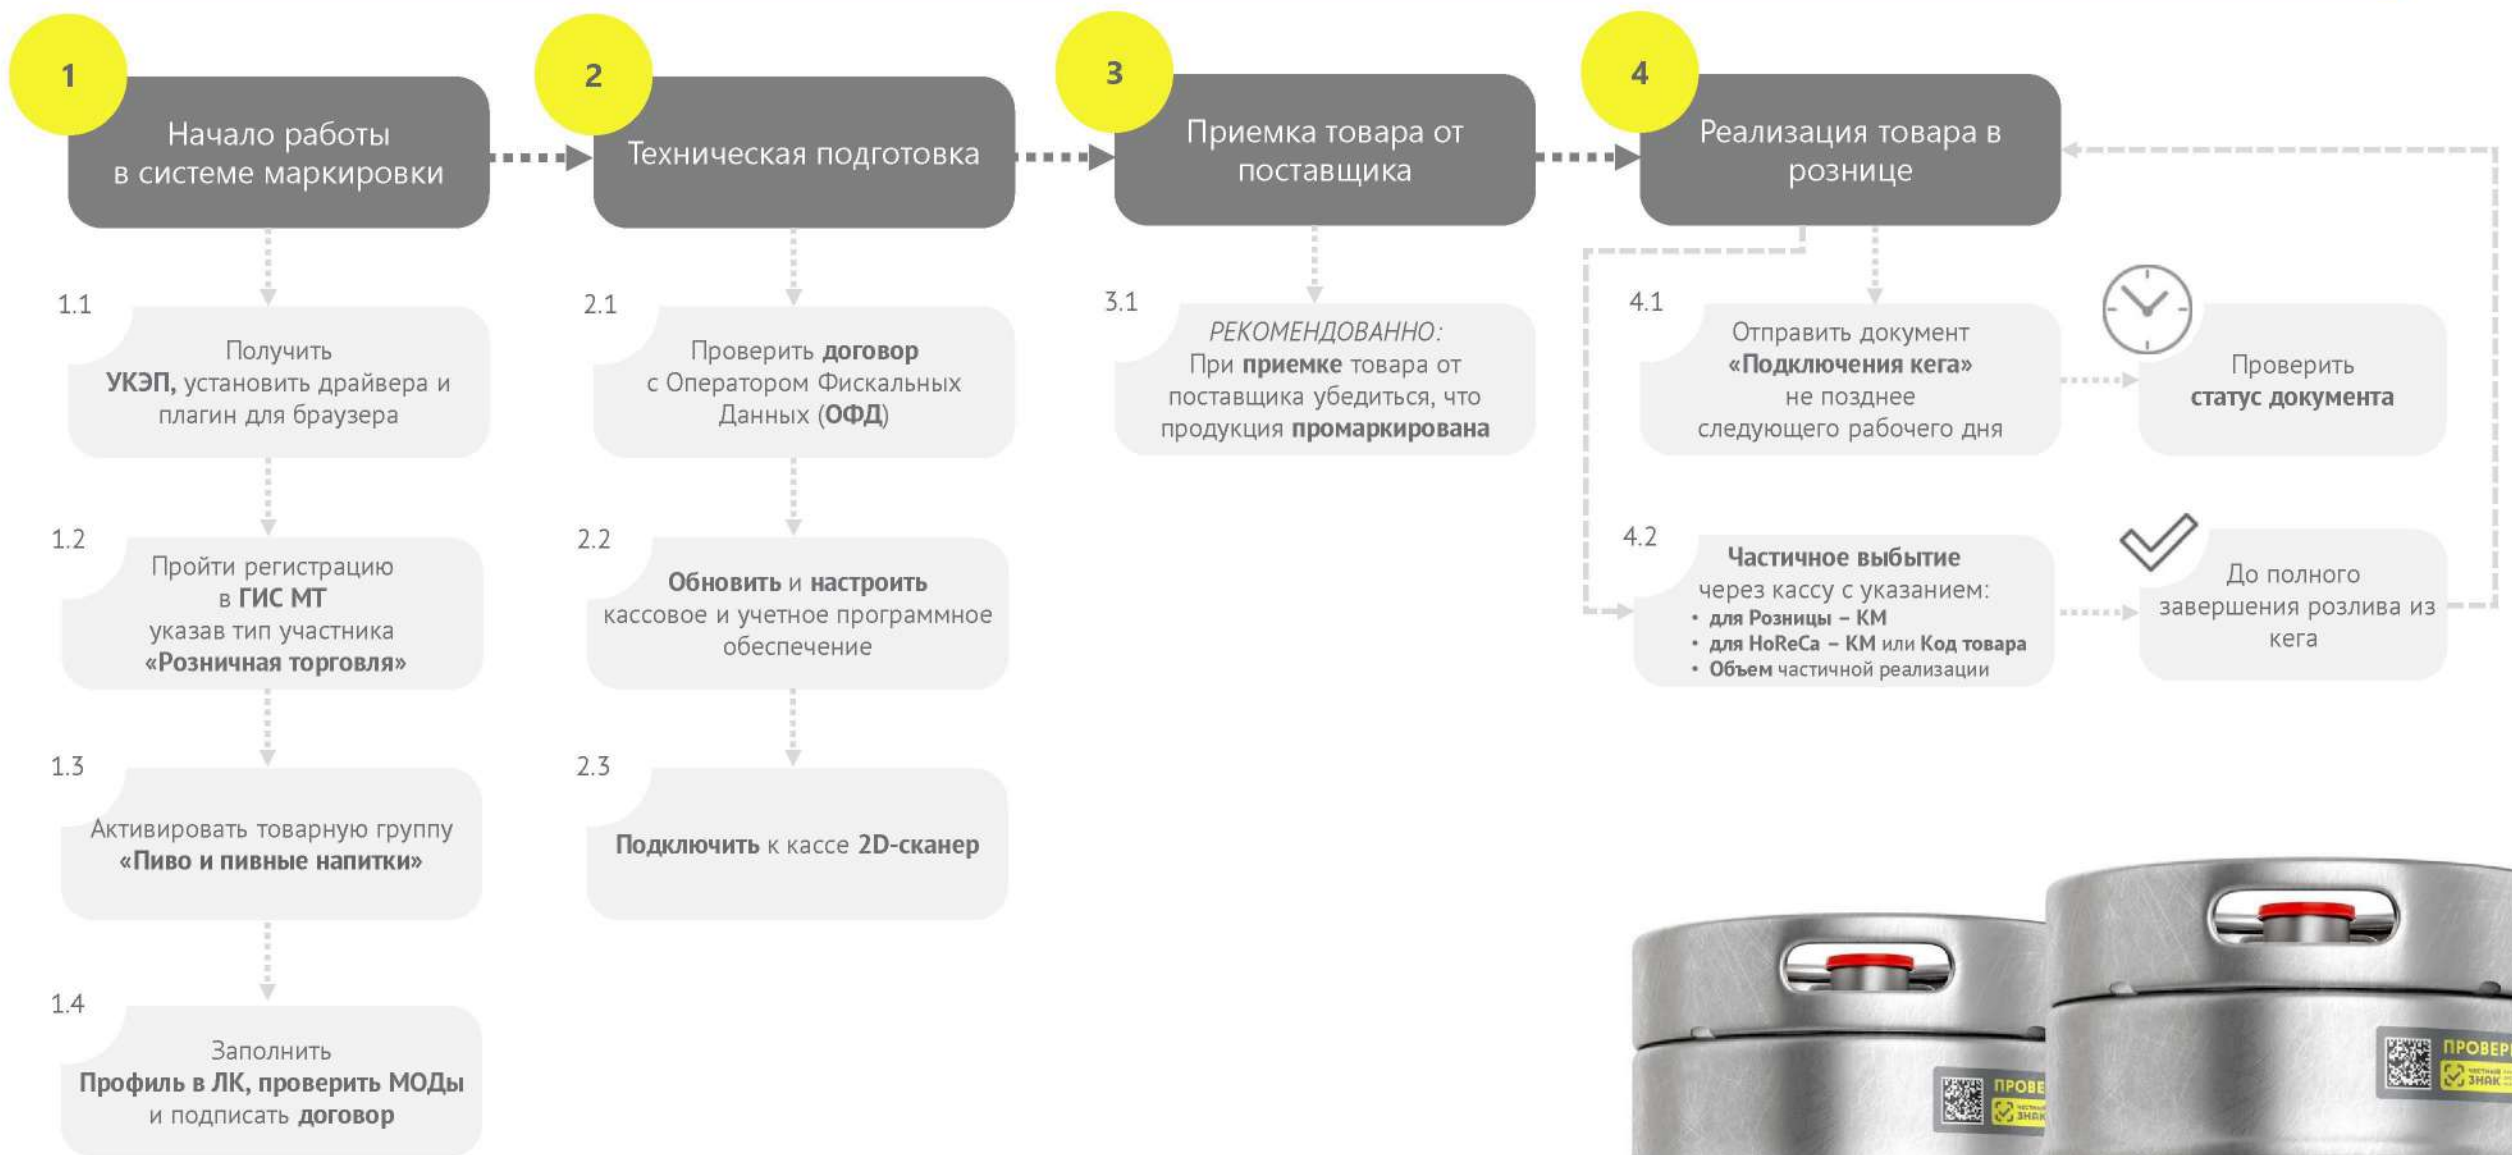 1
Начало работы
в системе маркировки
1.1
Получить
УКЭП, установить драйвера и
плагин для браузера
1.2
Пройти регистрацию
в ГИС МТ
указав тип участника
«Розничная торговля»
1.3
Активировать товарную группу
«Пиво и пивные напитки»
1.4
Заполнить
Профиль в ЛК, проверить МОДы
и подписать договор
2
Техническая подготовка
2.1
Проверить договор
с Оператором Фискальных
Данных (ОФД)
2.2
Обновить и настроить
кассовое и учетное программное
обеспечение
2.3
Подключить к кассе 2D-сканер
3
Приемка товара от
поставщика
3.1
РЕКОМЕНДОВАННО:
При приемке товара от
поставщика убедиться, что
продукция промаркирована
4
Реализация товара в
рознице
4.1
Отправить документ
«Подключения кега»
не позднее
следующего рабочего дня
Проверить
статус документа
4.2
Частичное выбытие
через кассу с указанием:
• для Розницы – КМ
• для HoReCa – КМ или Код товара
• Объем частичной реализации
До полного
завершения розлива из
кега
ПРОВЕ
ЧЕСТНЫЙ
ЗНАК
ПРОВЕР
ЧЕСТНЫЙ
ЗНАК